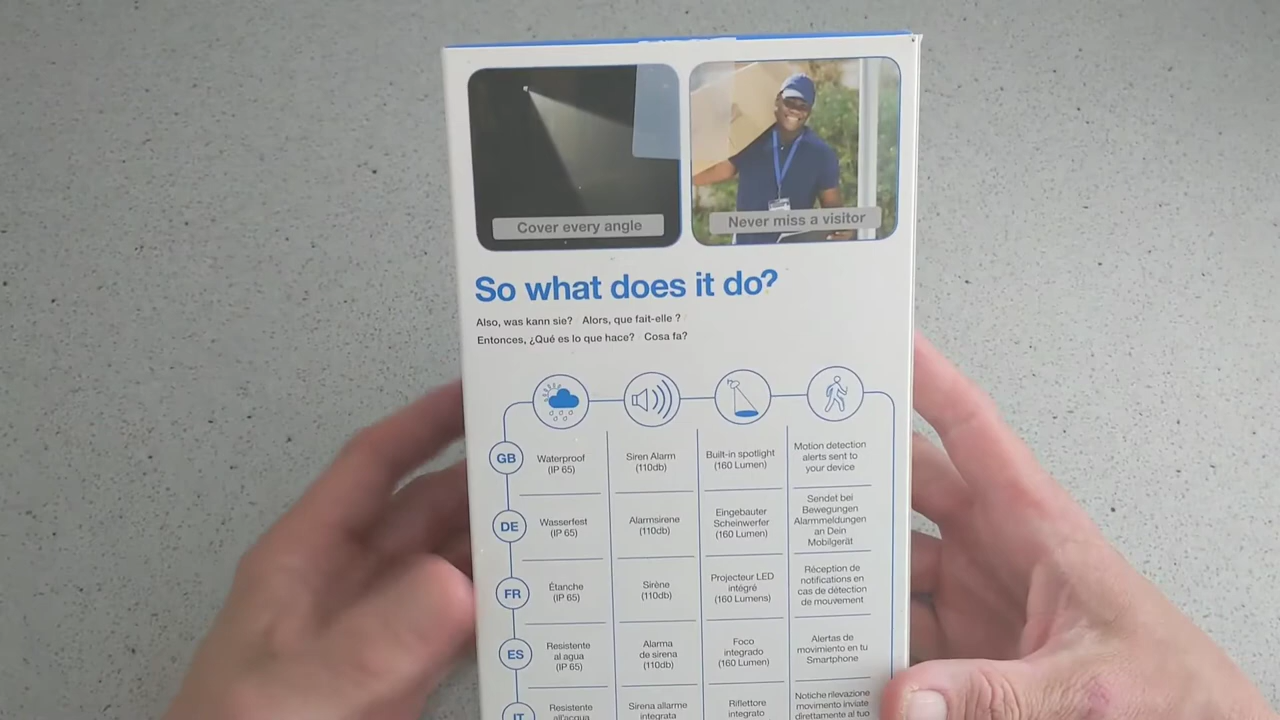 Cover every angle
Never miss a visitor
So what does it do?
Also, was kann sie? Alors, que fait-elle ?
Entonces, ¿Qué es lo que hace? Cosa fa?
GB
Waterproof
(IP 65)
Siren Alarm
(110db)
Built-in spotlight
(160 Lumen)
Motion detection
alerts sent to
your device
DE
Wasserfest
(IP 65)
Alarmsirene
(110db)
Eingebauter
Scheinwerfer
(160 Lumen)
Sendet bei
Bewegungen
Alarmmeldungen
an Dein
Mobilgerät
FR
Étanche
(IP 65)
Sirène
(110db)
Projecteur LED
intégré
(160 Lumens)
Réception de
notifications en
cas de détection
de mouvement
ES
Resistente
al agua
(IP 65)
Alarma
de sirena
(110db)
Foco
integrado
(160 Lumen)
Alertas de
movimiento en tu
Smartphone
IT
Resistente
all'acqua
Sirena allarme
integrata
Riflettore
integrato
Notiche rilevazione
movimento inviate
direttamente al tuo